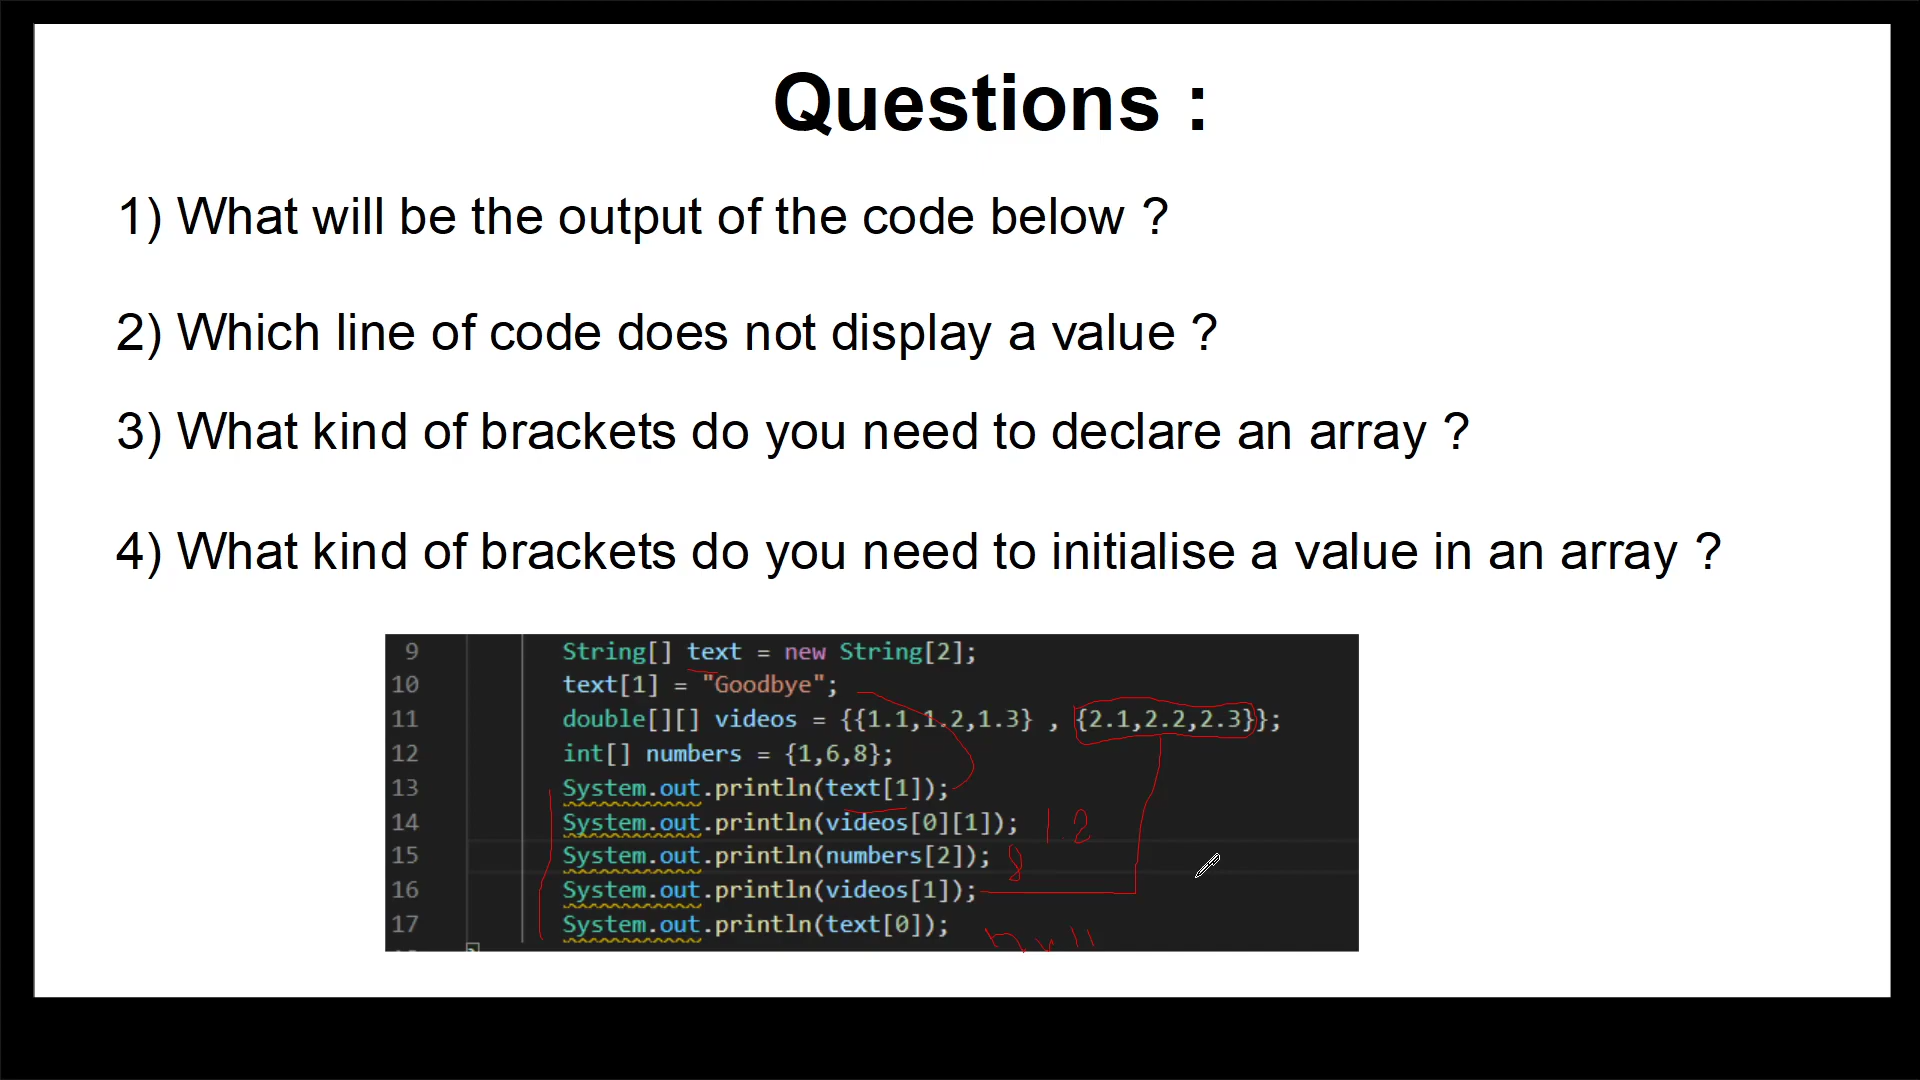 Questions :
1) What will be the output of the code below ?
2) Which line of code does not display a value ?
3) What kind of brackets do you need to declare an array ?
4) What kind of brackets do you need to initialise a value in an array ?
9 String[] text = new String[2];
10 text[1] = "Goodbye";
11 double[][] videos = {{1.1,1.2,1.3} , {2.1,2.2,2.3}};
12 int[] numbers = {1,6,8};
13 System.out.println(text[1]);
14 System.out.println(videos[0][1]); 1.2
15 System.out.println(numbers[2]); 8
16 System.out.println(videos[1]);
17 System.out.println(text[0]); null